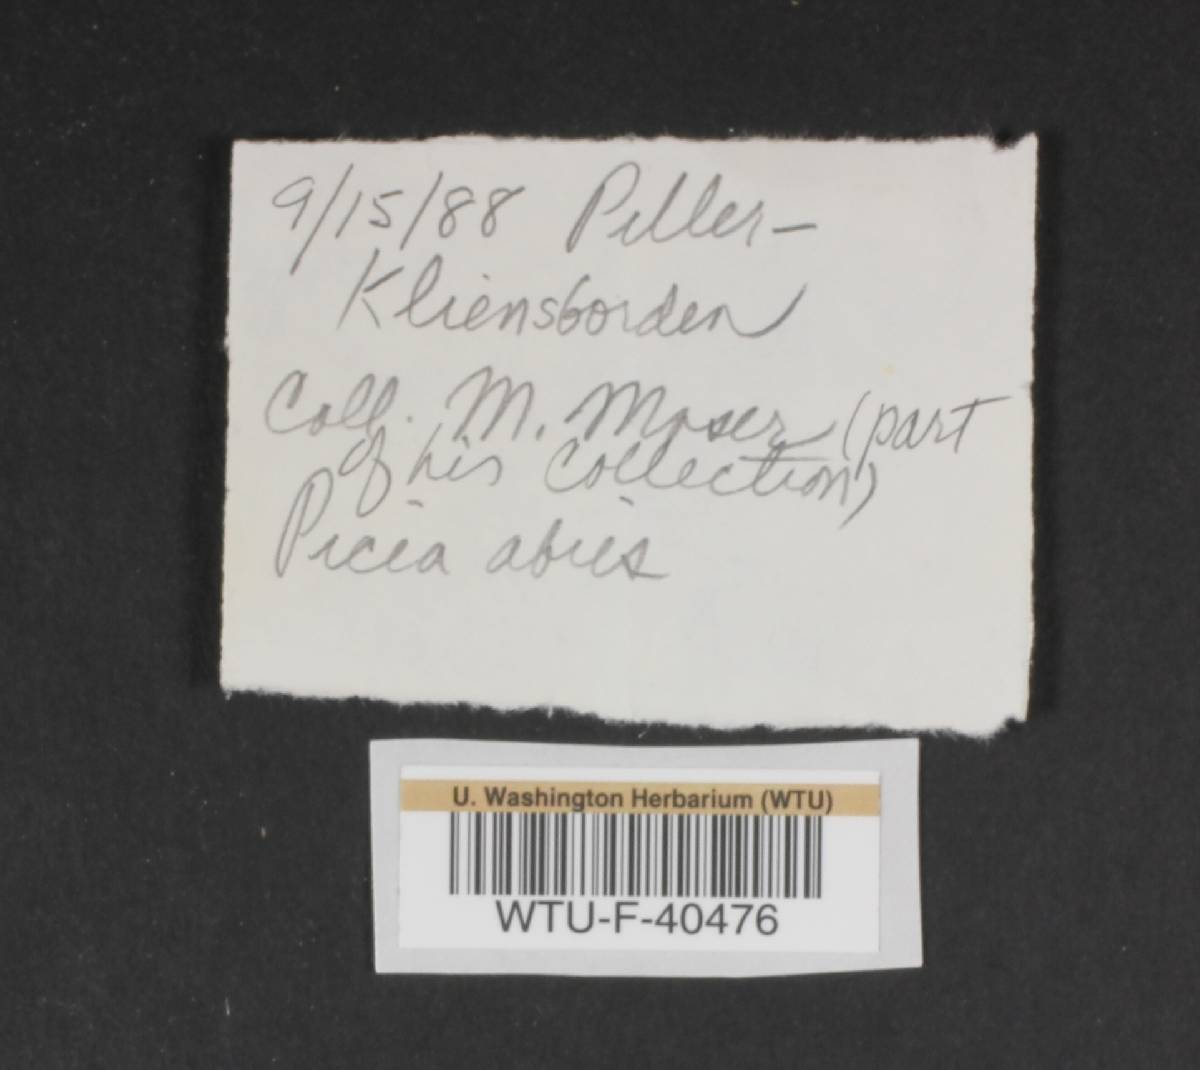 9/15/88 Piller-
Kliensborden
Coll. M. Moser (part
of his collection)
Picea abies
U. Washington Herbarium (WTU)
WTU-F-40476